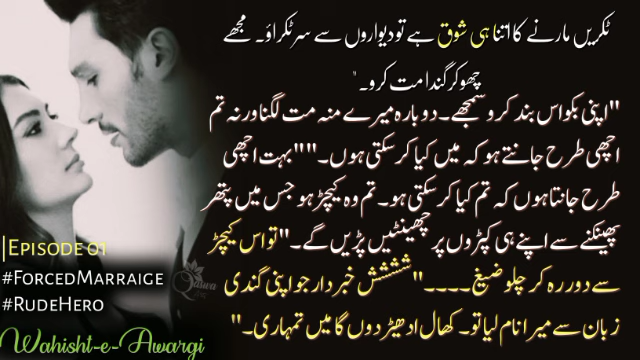 ٹکریں مارنے کا اتنا ہی شوق ہے تو دیواروں سے سر ٹکراؤ۔ مجھے
چھو کر گندا مت کرو۔"
"اپنی بکواس بند کرو سمجھے۔ دوبارہ میرے منہ مت لگنا ورنہ تم
اچھی طرح جانتے ہو کہ میں کیا کر سکتی ہوں۔" "بہت اچھی
طرح جانتا ہوں کہ تم کیا کر سکتی ہو۔ تم وہ کیچڑ ہو جس میں پتھر
پھینکنے سے اپنے ہی کپڑوں پر چھینٹیں پڑیں گے۔" تو اس کیچڑ
سے دور رہ کر چلو ضیغ۔۔۔۔" شششش خبردار جو اپنی گندی
زبان سے میرا نام لیا تو۔ کھال ادھیڑ دوں گا میں تمہاری۔"
|EPISODE 01
#FORCEDMARRAIGE
#RUDEHERO
Qaswa
Wahisht-e-Awargi